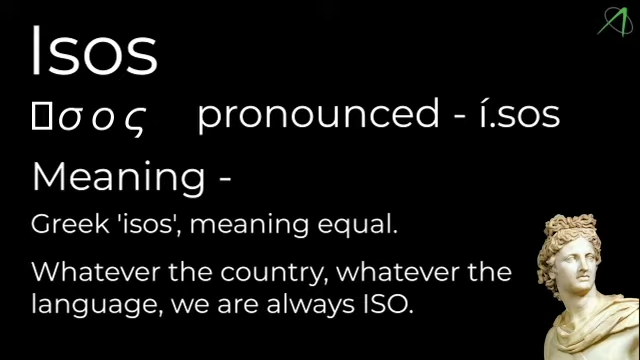 Isos
▯σος pronounced - í.sos
Meaning -
Greek 'isos', meaning equal.
Whatever the country, whatever the
language, we are always ISO.